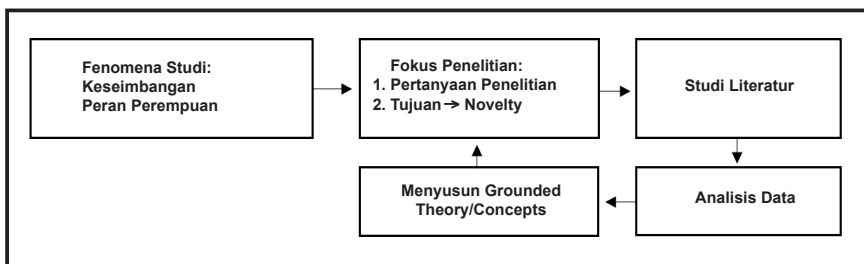 Fenomena Studi:
Keseimbangan
Peran Perempuan
Fokus Penelitian:
1. Pertanyaan Penelitian
2. Tujuan → Novelty
Studi Literatur
Analisis Data
Menyusun Grounded
Theory/Concepts